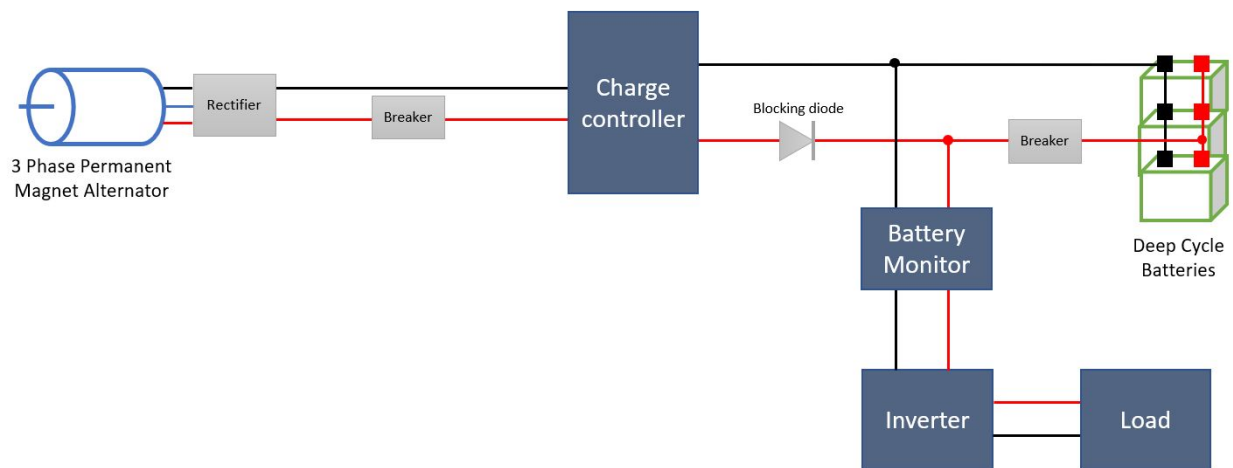 Rectifier
Breaker
3 Phase Permanent
Magnet Alternator
Charge
controller
Blocking diode
Breaker
Deep Cycle
Batteries
Battery
Monitor
Inverter
Load